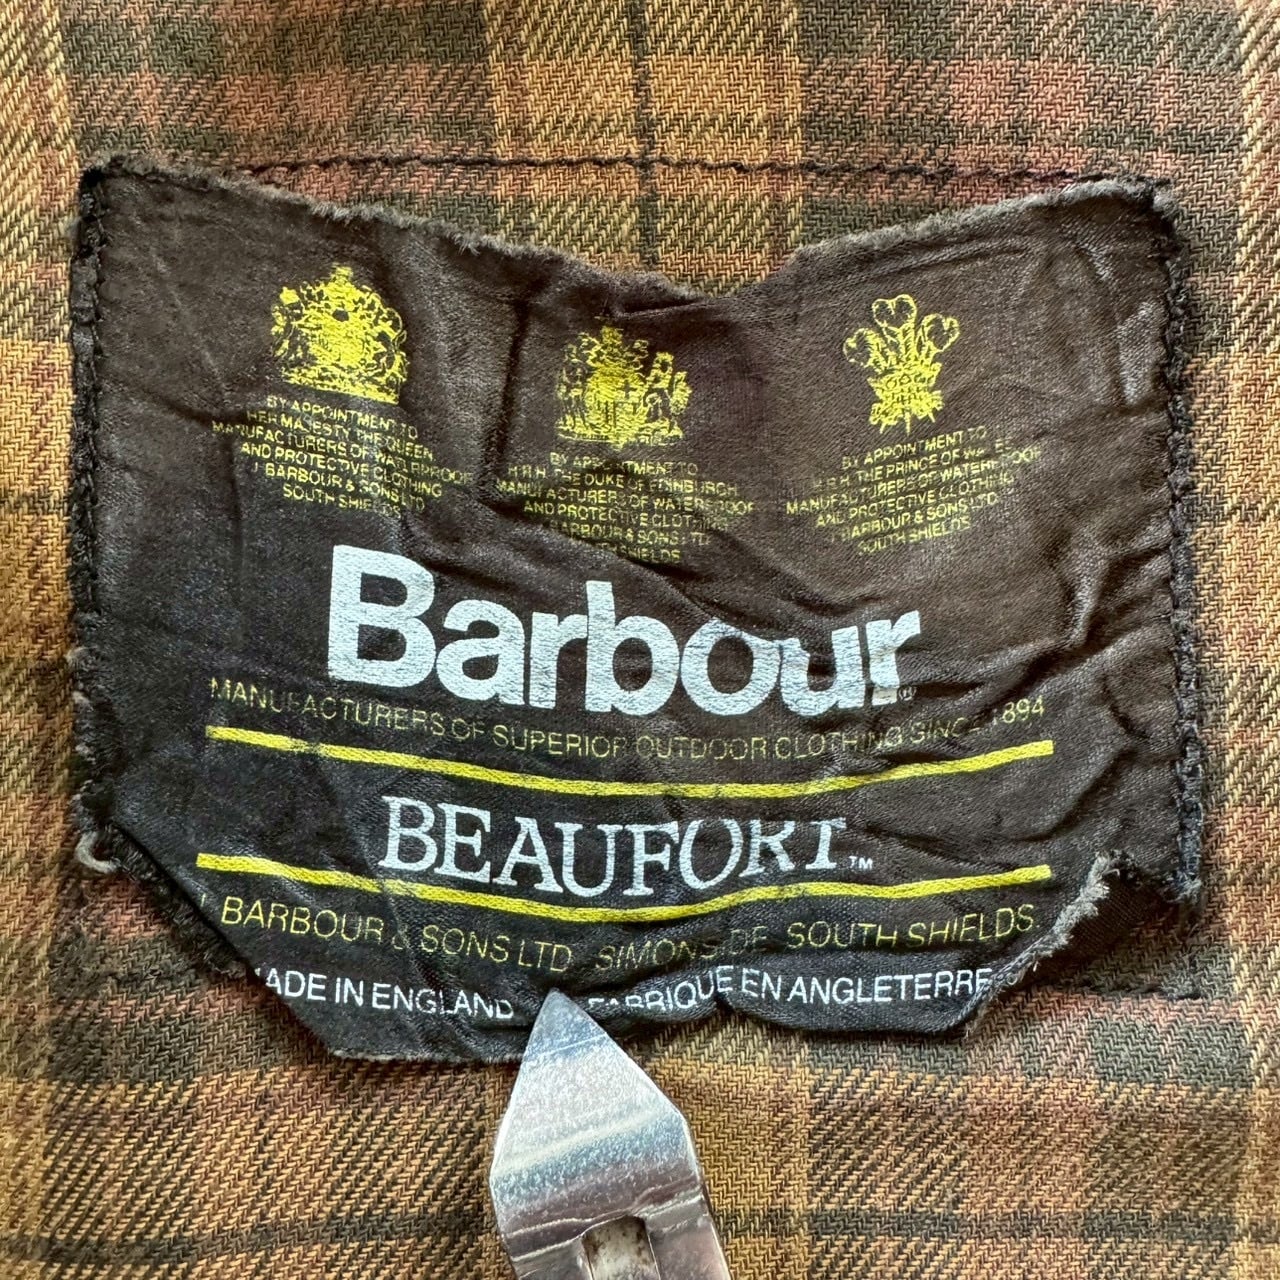 BY APPOINTMENT TO
HER MAJESTY THE QUEEN
MANUFACTURERS OF WATERPROOF
AND PROTECTIVE CLOTHING
J BARBOUR & SONS LTD
SOUTH SHIELDS
BY APPOINTMENT TO
H.R.H. THE DUKE OF EDINBURGH
MANUFACTURERS OF WATERPROOF
AND PROTECTIVE CLOTHING
BARBOUR & SONS LTD
SHIELDS
BY APPOINTMENT TO
H.R.H. THE PRINCE OF WALES
MANUFACTURERS OF WATERPROOF
AND PROTECTIVE CLOTHING
J BARBOUR & SONS LTD
SOUTH SHIELDS
Barbour®
MANUFACTURERS OF SUPERIOR OUTDOOR CLOTHING SINCE 1894
BEAUFORT™
J BARBOUR & SONS LTD SIMONSIDE SOUTH SHIELDS
MADE IN ENGLAND FABRIQUE EN ANGLETERRE